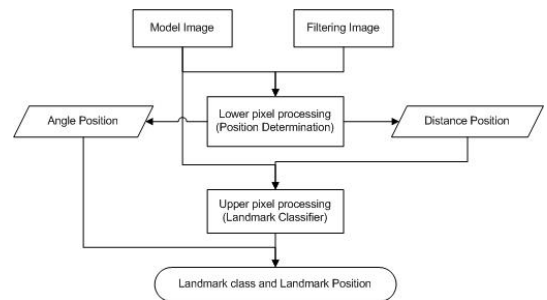 Model Image
Filtering Image
Angle Position
Lower pixel processing
(Position Determination)
Distance Position
Upper pixel processing
(Landmark Classifier)
Landmark class and Landmark Position